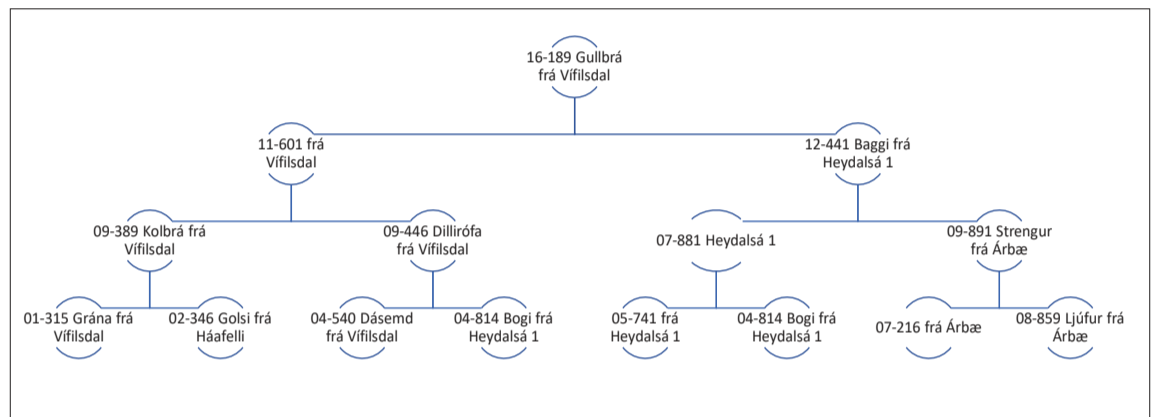 16-189 Gullbrá
frá Vífilsdal
11-601 frá
Vífilsdal
12-441 Baggi frá
Heydalsá 1
09-389 Kolbrá frá
Vífilsdal
09-446 Dillirófa
frá Vífilsdal
07-881 Heydalsá 1
09-891 Strengur
frá Árbæ
01-315 Grána frá
Vífilsdal
02-346 Golsi frá
Háafelli
04-540 Dásemd
frá Vífilsdal
04-814 Bogi frá
Heydalsá 1
05-741 frá
Heydalsá 1
04-814 Bogi frá
Heydalsá 1
07-216 frá Árbæ
08-859 Ljúfur frá
Árbæ